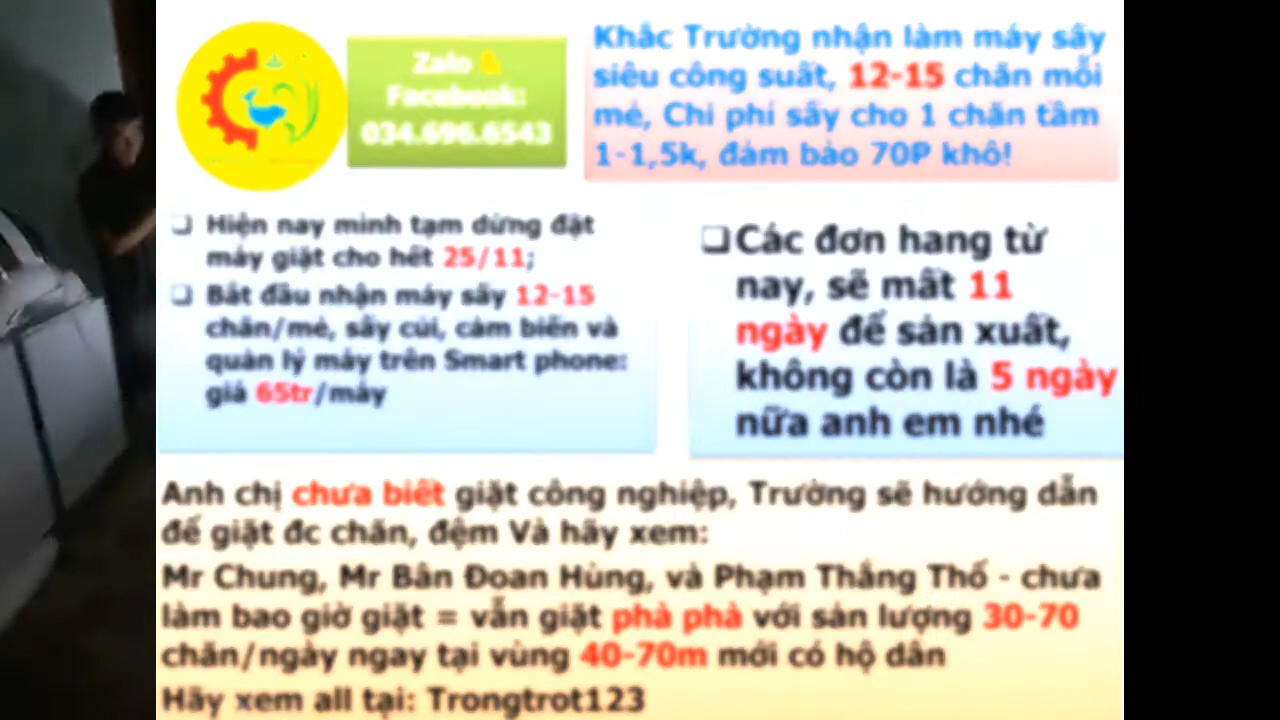 Zalo &
Facebook:
034.696.6543
Khắc Trường nhận làm máy sấy
siêu công suất, 12-15 chăn mỗi
mẻ, Chi phí sấy cho 1 chăn tầm
1-1,5k, đảm bảo 70P khô!
❑ Hiện nay mình tạm dừng đặt
máy giặt cho hết 25/11;
❑ Bắt đầu nhận máy sấy 12-15
chăn/mẻ, sấy củi, cảm biến và
quản lý máy trên Smart phone:
giá 65tr/máy
❑Các đơn hang từ
nay, sẽ mất 11
ngày để sản xuất,
không còn là 5 ngày
nữa anh em nhé
Anh chị chưa biết giặt công nghiệp, Trường sẽ hướng dẫn
để giặt đc chăn, đệm Và hãy xem:
Mr Chung, Mr Bân Đoan Hùng, và Phạm Thắng Thố - chưa
làm bao giờ giặt = vẫn giặt phà phà với sản lượng 30-70
chăn/ngày ngay tại vùng 40-70m mới có hộ dân
Hãy xem all tại: Trongtrot123